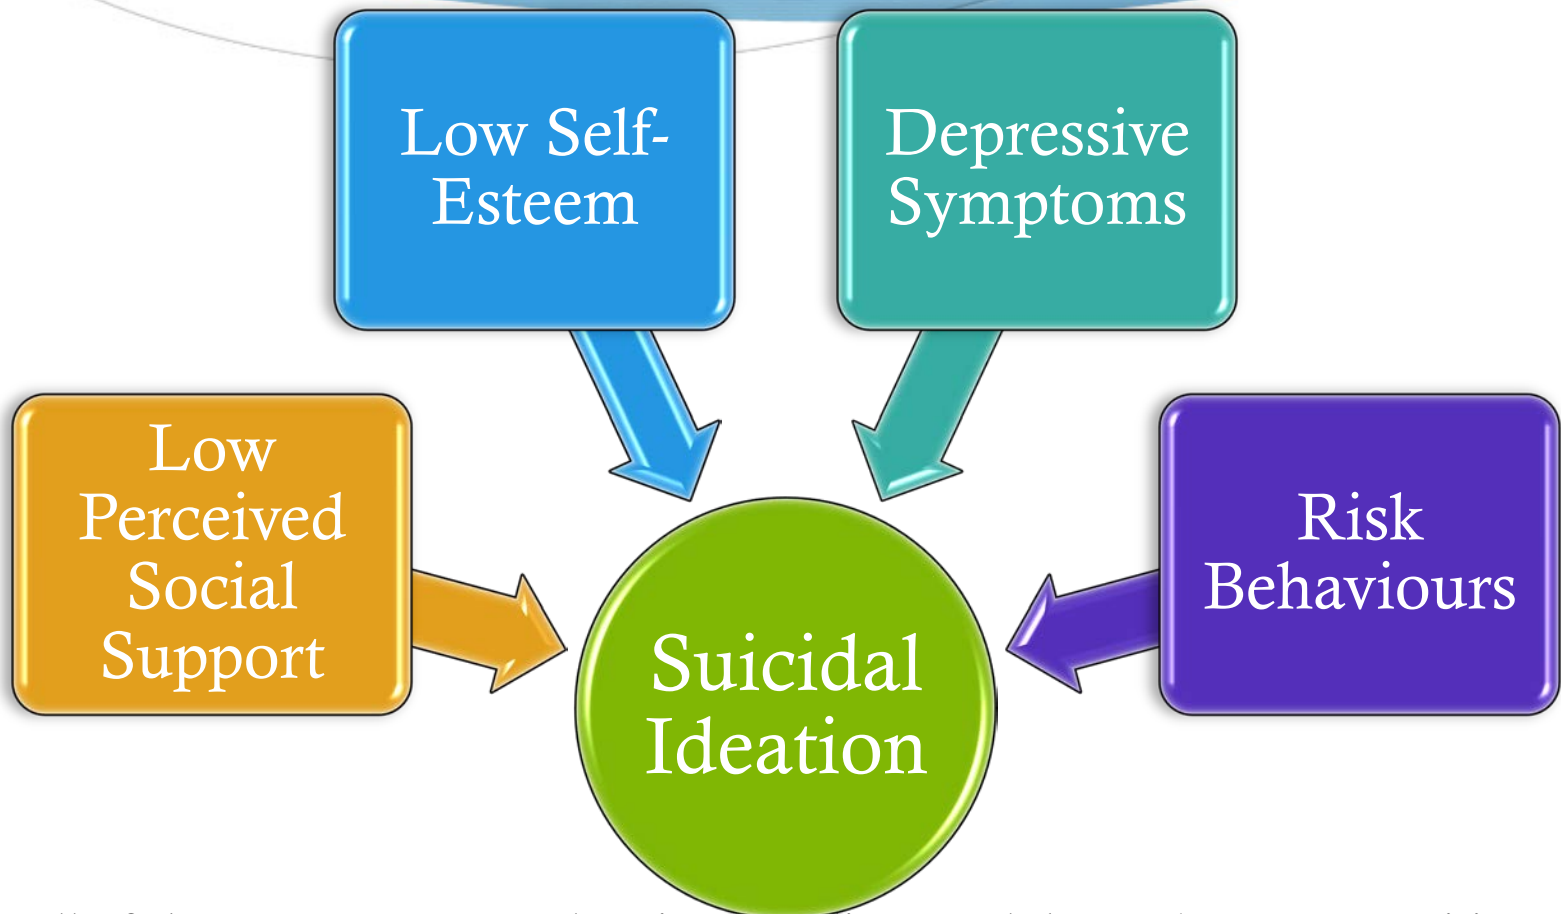 Low Self-
Esteem
Depressive
Symptoms
Low
Perceived
Social
Support
Risk
Behaviours
Suicidal
Ideation